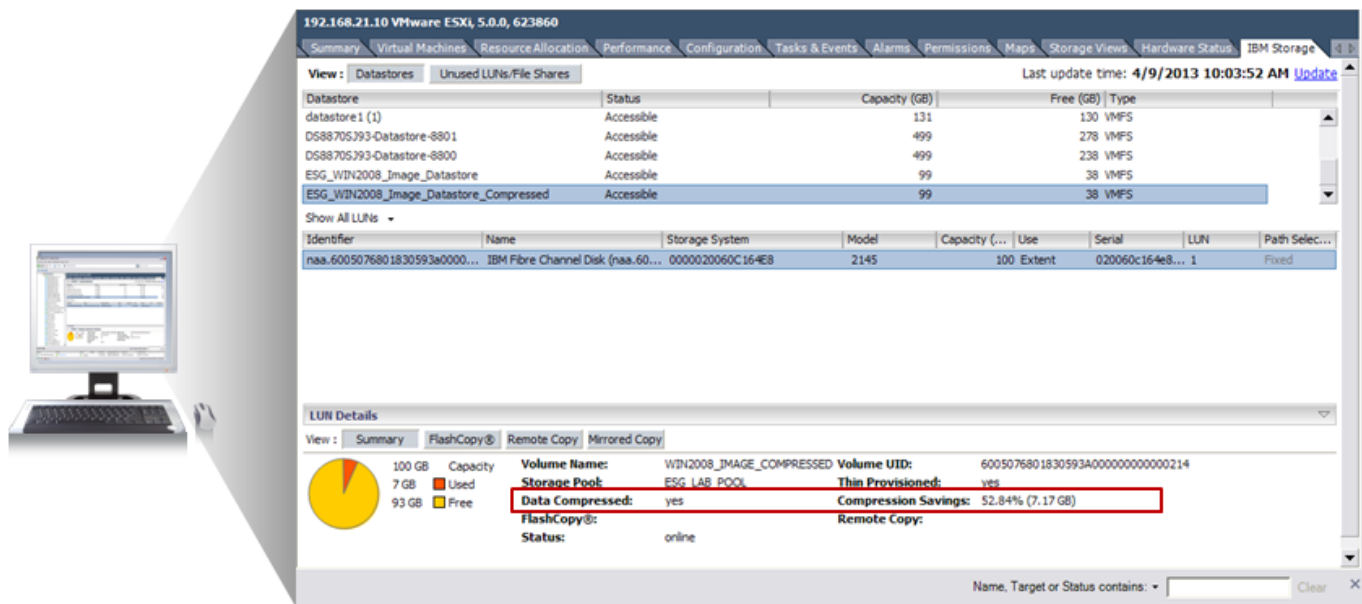 192.168.21.10 VMware ESXi, 5.0.0, 623860
Summary Virtual Machines Resource Allocation Performance Configuration Tasks & Events Alarms Permissions Maps Storage Views Hardware Status IBM Storage
View : Datastores Unused LUNs/File Shares Last update time: 4/9/2013 10:03:52 AM Update
Datastore Status Capacity (GB) Free (GB) Type
datastore1 (1) Accessible 131 130 VMFS
DS8870SJ93-Datastore-8801 Accessible 499 278 VMFS
DS8870SJ93-Datastore-8800 Accessible 499 238 VMFS
ESG_WIN2008_Image_Datastore Accessible 99 38 VMFS
ESG_WIN2008_Image_Datastore_Compressed Accessible 99 38 VMFS
Show All LUNs
Identifier Name Storage System Model Capacity (... Use Serial LUN Path Selec...
naa.6005076801830593a0000... IBM Fibre Channel Disk (naa.60... 0000020060C164E8 2145 100 Extent 020060c164e8... 1 Fixed
LUN Details
View : Summary FlashCopy® Remote Copy Mirrored Copy
100 GB Capacity Volume Name: WIN2008_IMAGE_COMPRESSED Volume UID: 6005076801830593A000000000000214
7 GB Used Storage Pool: ESG_LAB_POOL Thin Provisioned: yes
93 GB Free Data Compressed: yes Compression Savings: 52.84% (7.17 GB)
FlashCopy®: Remote Copy:
Status: online
Name, Target or Status contains: Clear